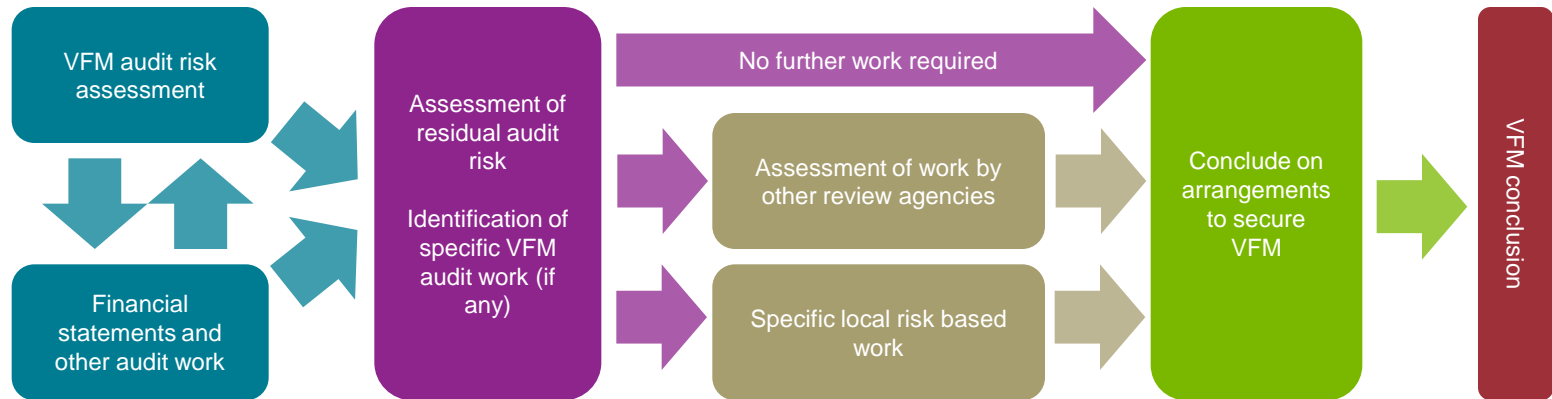 VFM audit risk
assessment
Financial
statements and
other audit work
Assessment of
residual audit
risk
Identification of
specific VFM
audit work (if
any)
No further work required
Assessment of work by
other review agencies
Specific local risk based
work
Conclude on
arrangements
to secure
VFM
VFM conclusion